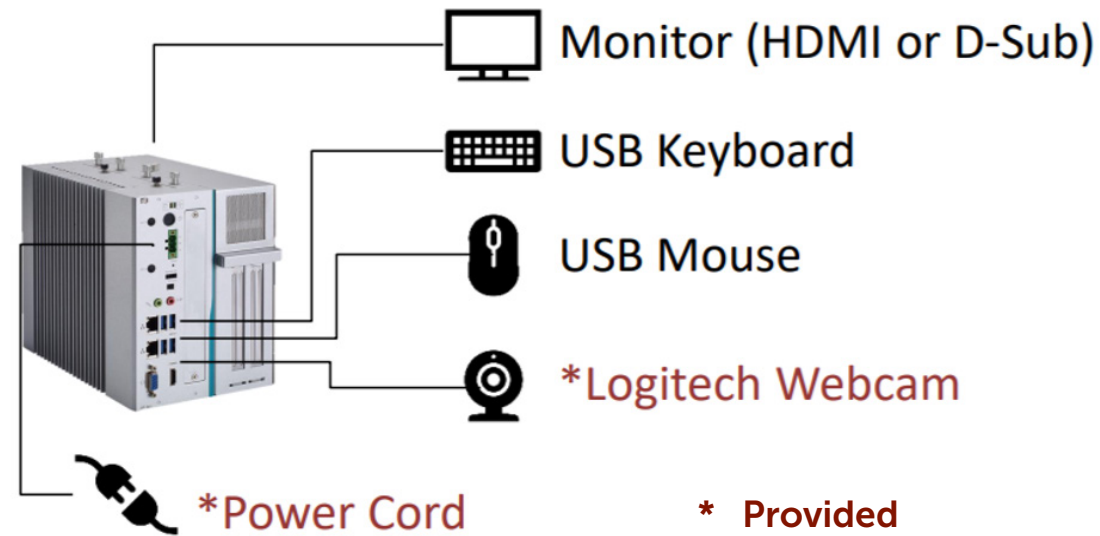 Monitor (HDMI or D-Sub)
USB Keyboard
USB Mouse
*Logitech Webcam
*Power Cord
* Provided